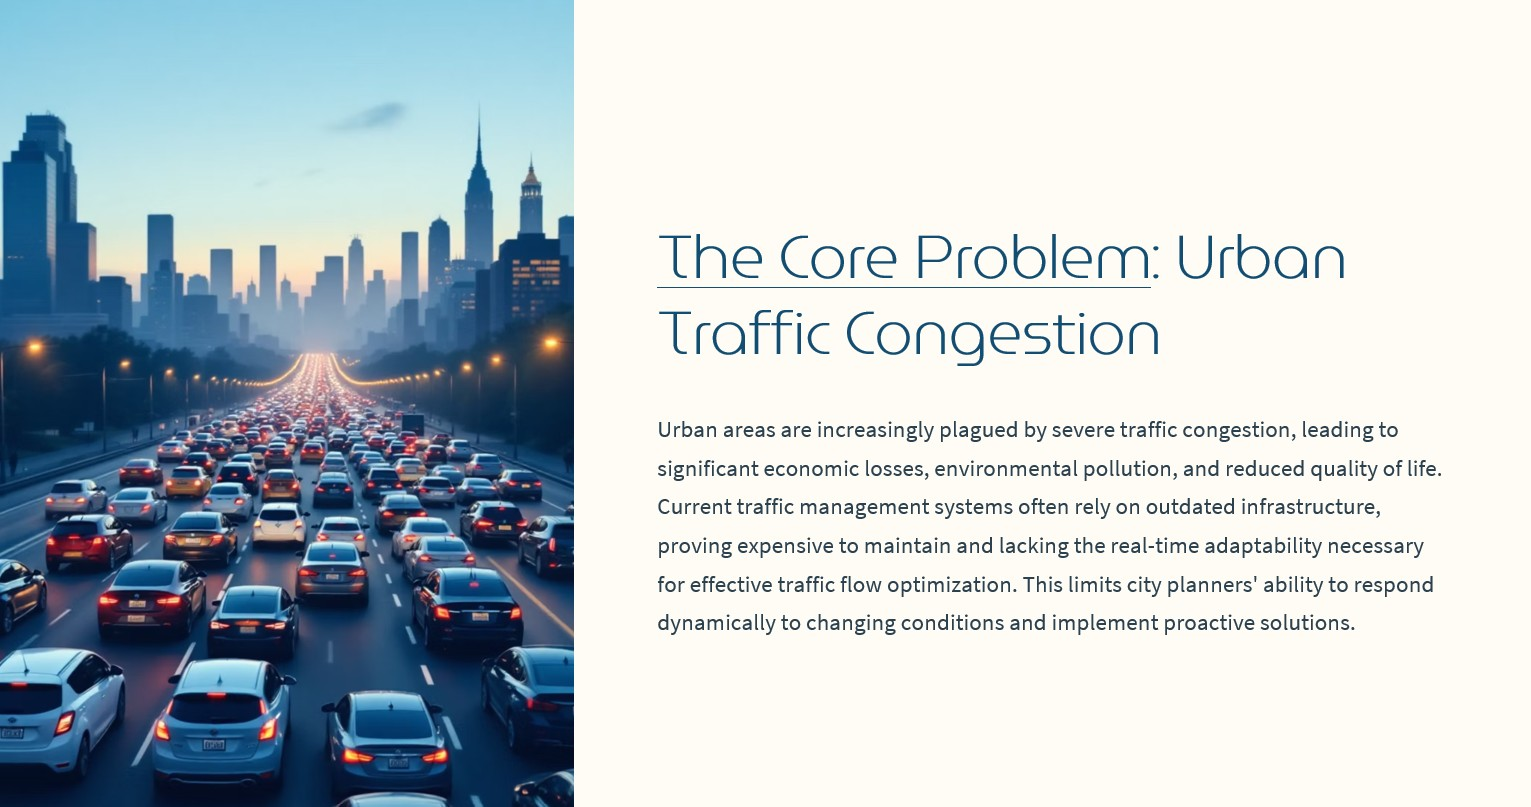 The Core Problem: Urban
Traffic Congestion
Urban areas are increasingly plagued by severe traffic congestion, leading to
significant economic losses, environmental pollution, and reduced quality of life.
Current traffic management systems often rely on outdated infrastructure,
proving expensive to maintain and lacking the real-time adaptability necessary
for effective traffic flow optimization. This limits city planners' ability to respond
dynamically to changing conditions and implement proactive solutions.